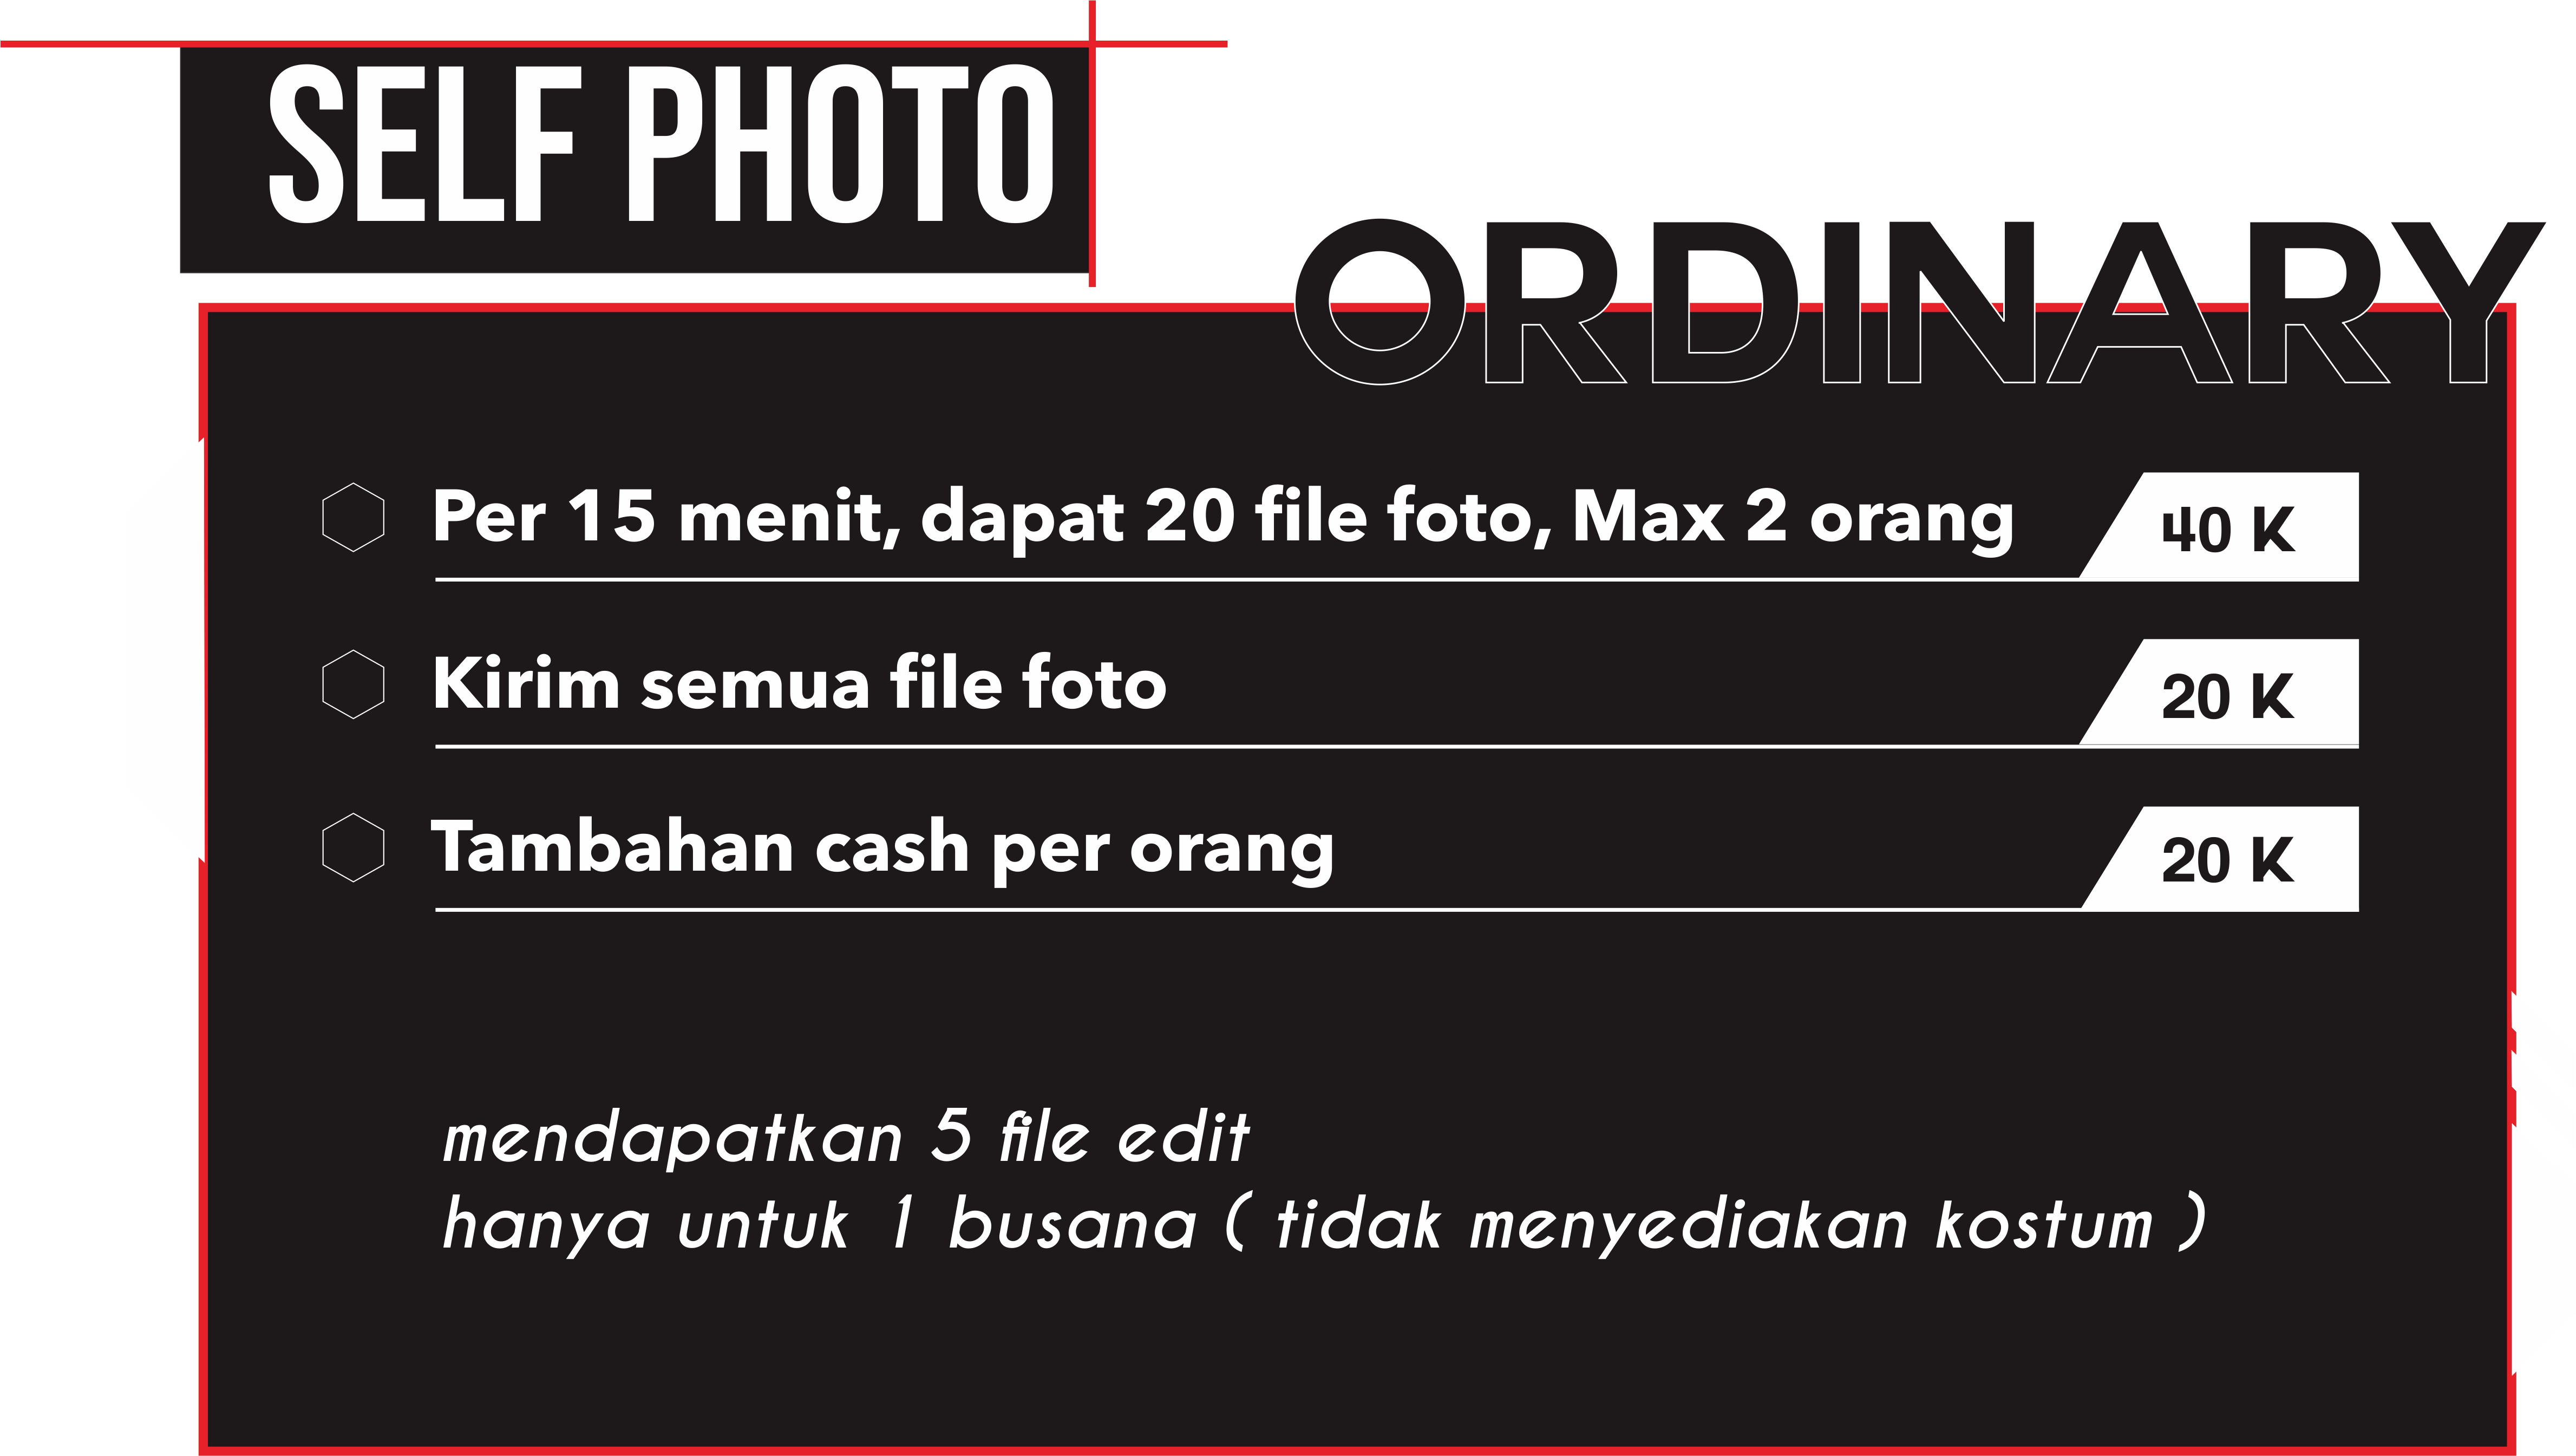 SELF PHOTO
ORDINARY
Per 15 menit, dapat 20 file foto, Max 2 orang 40 K
Kirim semua file foto 20 K
Tambahan cash per orang 20 K
mendapatkan 5 file edit
hanya untuk 1 busana ( tidak menyediakan kostum )